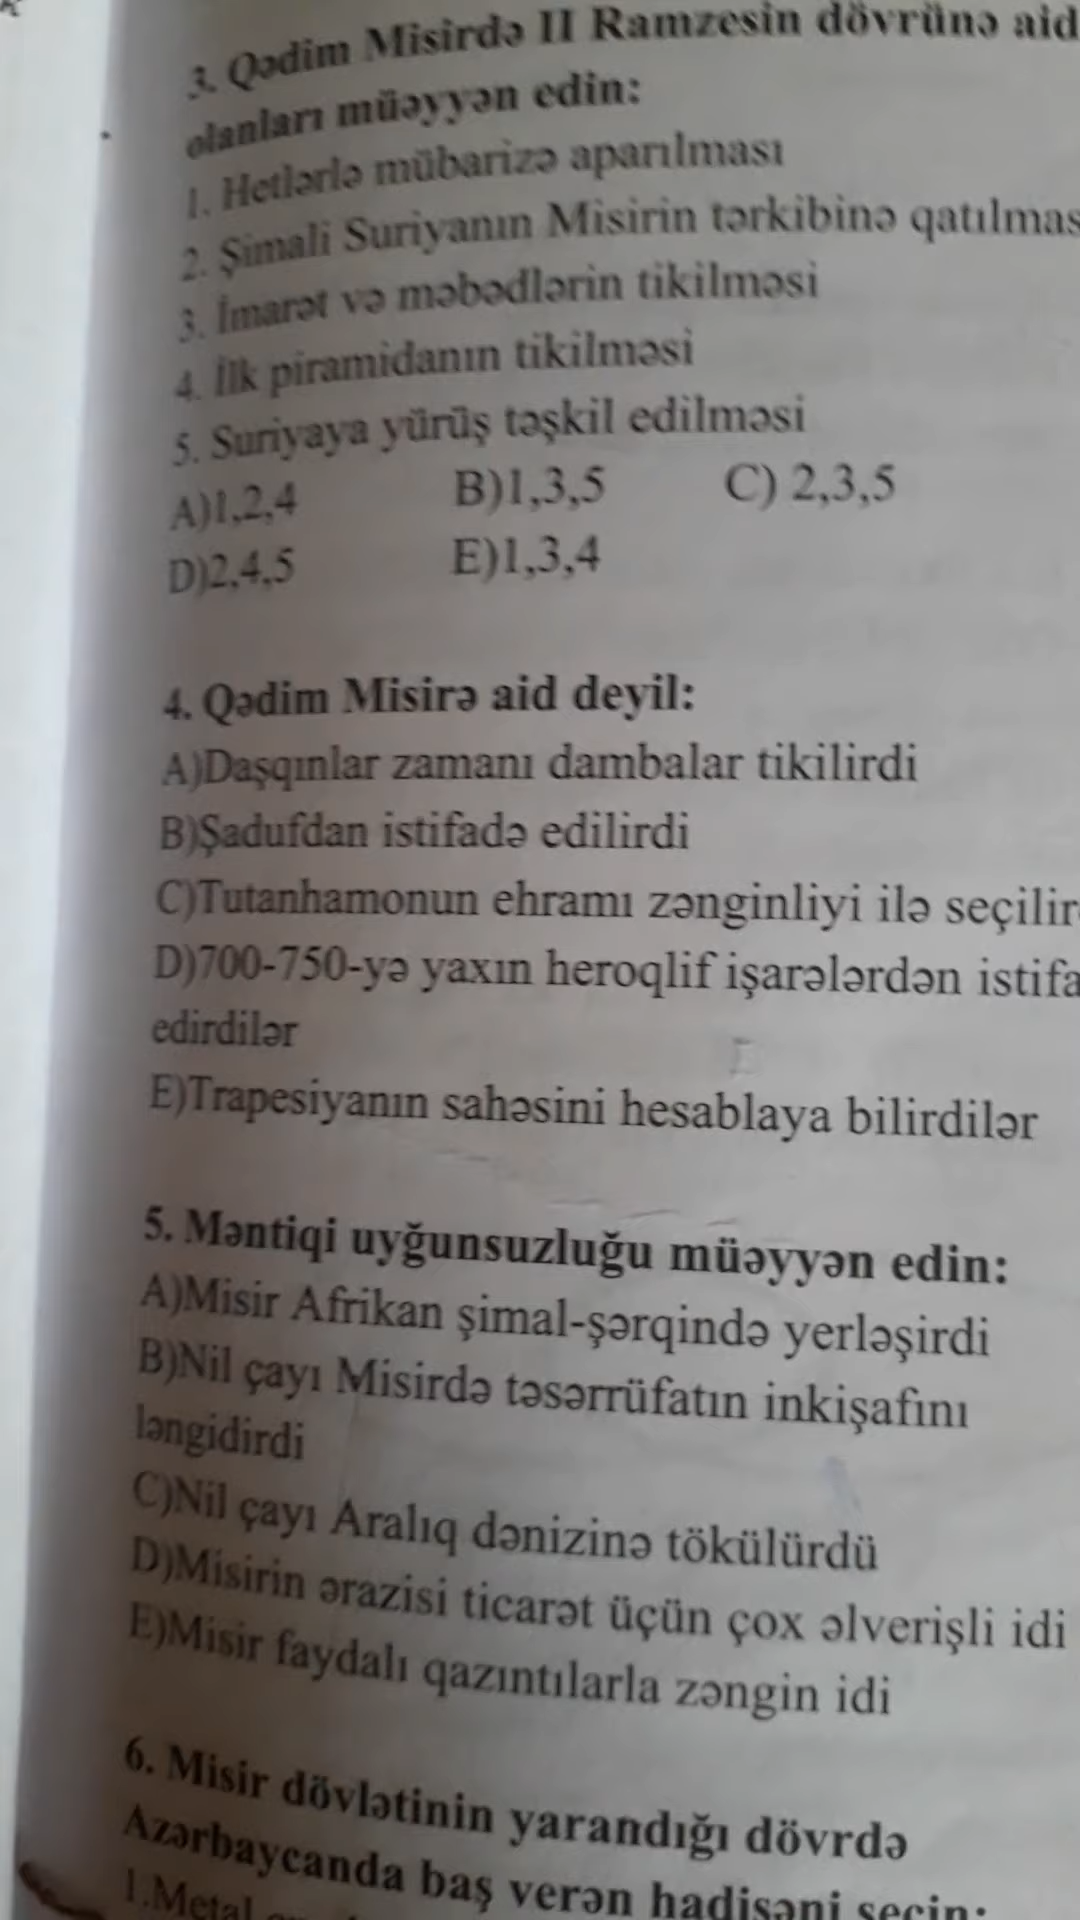 3. Qədim Misirdə II Ramzesin dövrünə aid
olanları müəyyən edin:
1. Hetlərlə mübarizə aparılması
2. Şimali Suriyanın Misirin tərkibinə qatılmas
3. İmarət və məbədlərin tikilməsi
4. İlk piramidanın tikilməsi
5. Suriyaya yürüş təşkil edilməsi
A)1,2,4 B)1,3,5 C) 2,3,5
D)2,4,5 E)1,3,4
4. Qədim Misirə aid deyil:
A)Daşqınlar zamanı dambalar tikilirdi
B)Şadufdan istifadə edilirdi
C)Tutanhamonun ehramı zənginliyi ilə seçilir
D)700-750-yə yaxın heroqlif işarələrdən istifa
edirdilər
E)Trapesiyanın sahəsini hesablaya bilirdilər
5. Məntiqi uyğunsuzluğu müəyyən edin:
A)Misir Afrikan şimal-şərqində yerləşirdi
B)Nil çayı Misirdə təsərrüfatın inkişafını
ləngidirdi
C)Nil çayı Aralıq dənizinə tökülürdü
D)Misirin ərazisi ticarət üçün çox əlverişli idi
E)Misir faydalı qazıntılarla zəngin idi
6. Misir dövlətinin yarandığı dövrdə
Azərbaycanda baş verən hadisəni seçin:
1.Metal